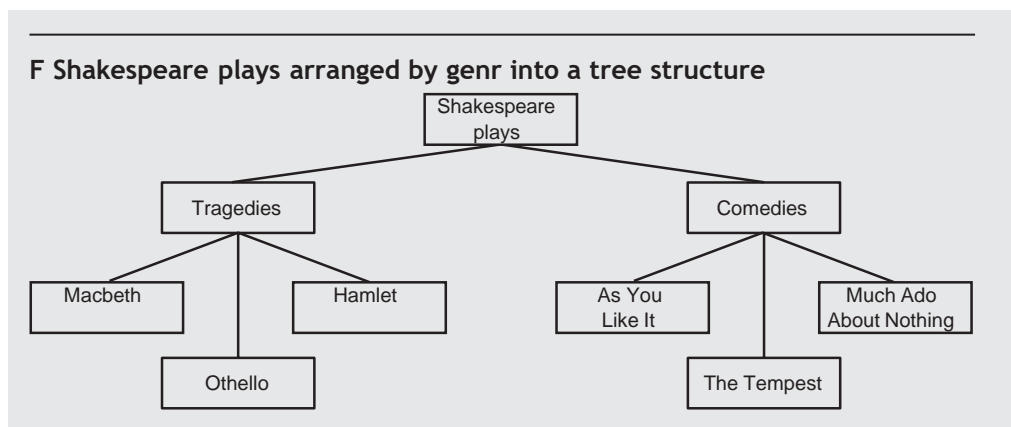 F Shakespeare plays arranged by genr into a tree structure
Shakespeare
plays
Tragedies
Comedies
Macbeth
Hamlet
As You
Like It
Much Ado
About Nothing
Othello
The Tempest